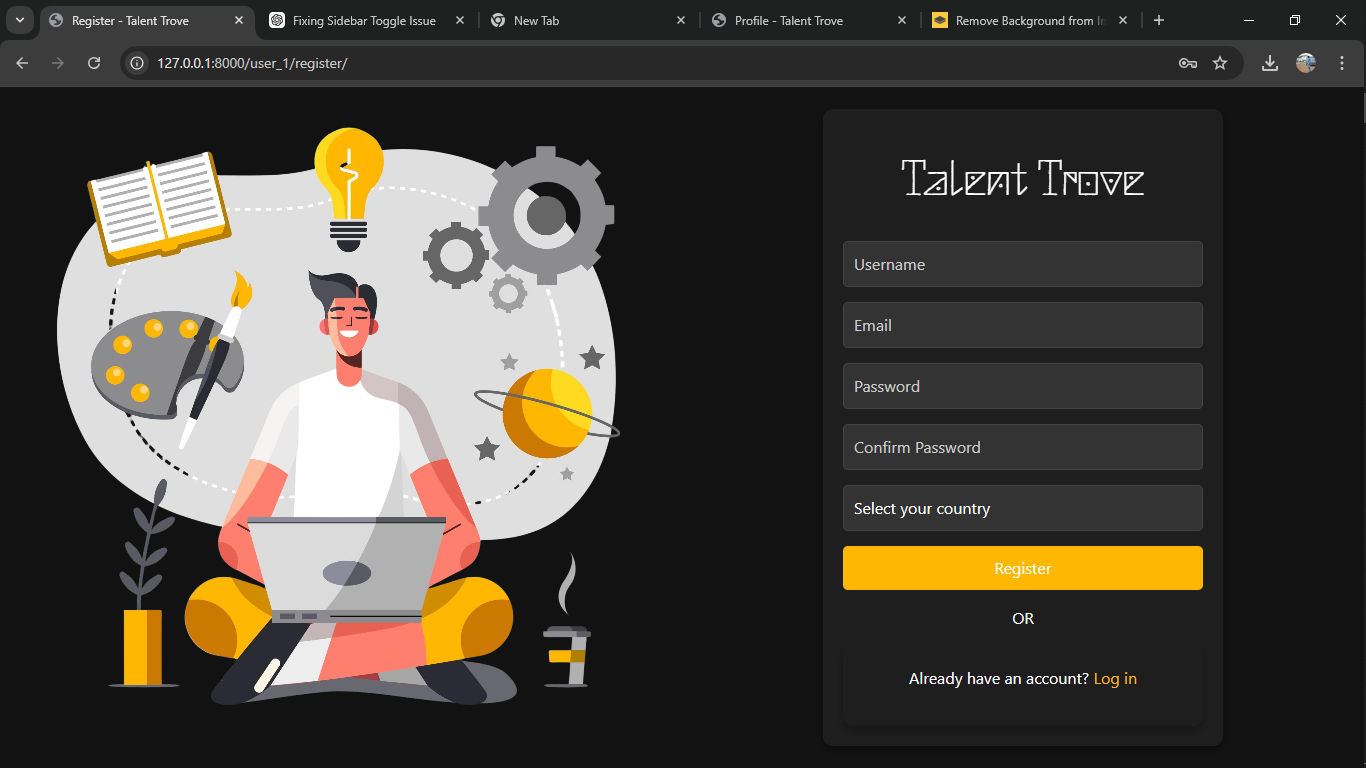 Register - Talent Trove
Fixing Sidebar Toggle Issue
New Tab
Profile - Talent Trove
Remove Background from In
127.0.0.1:8000/user_1/register/
Talent Trove
Username
Email
Password
Confirm Password
Select your country
Register
OR
Already have an account? Log in